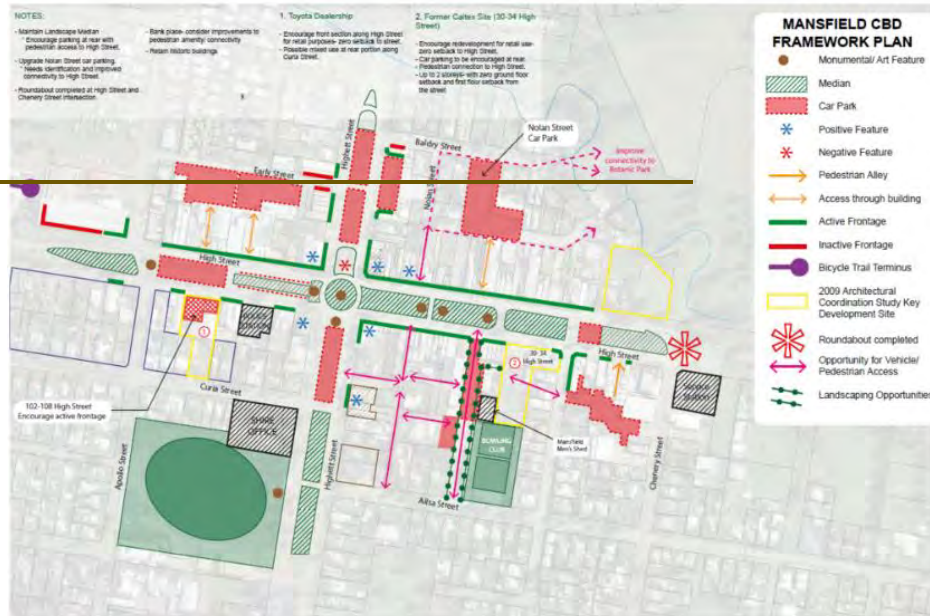 NOTES:
- Maintain Landscape Median
* Encourage parking at rear with
pedestrian access to High Street.
- Upgrade Nolan Street car parking.
* Needs identification and improved
connectivity to High Street.
- Roundabout completed at High Street and
Chenery Street intersection.
- Bank place- consider improvements to
pedestrian amenity/ connectivity
- Retain historic buildings
1. Toyota Dealership
- Encourage front section along High Street
for retail purposes- zero setback to street.
- Possible mixed use at rear portion along
Curia Street.
2. Former Caltex Site (30-34 High
Street)
- Encourage redevelopment for retail use-
zero setback to High Street.
- Car parking to be encouraged at rear.
- Pedestrian connection to High Street.
- Up to 2 storeys- with zero ground floor
setback and first floor setback from
the street
MANSFIELD CBD
FRAMEWORK PLAN
Monumental/ Art Feature
Median
Car Park
Positive Feature
Negative Feature
Pedestrian Alley
Access through building
Active Frontage
Inactive Frontage
Bicycle Trail Terminus
2009 Architectural
Coordination Study Key
Development Site
Roundabout completed
Opportunity for Vehicle/
Pedestrian Access
Landscaping Opportunities
Nolan Street
Car Park
Highett Street
Baldry Street
Early Street
Nolan Street
Improve
connectivity to
Botanic Park
High Street
POLICE
STATION
1
2
30-34
High Street
High Street
Service
Station
Curia Street
102-108 High Street
Encourage active frontage
SHIRE
OFFICE
Apollo Street
Highett Street
BOWLING
CLUB
Mansfield
Men's Shed
Chenery Street
Ailsa Street